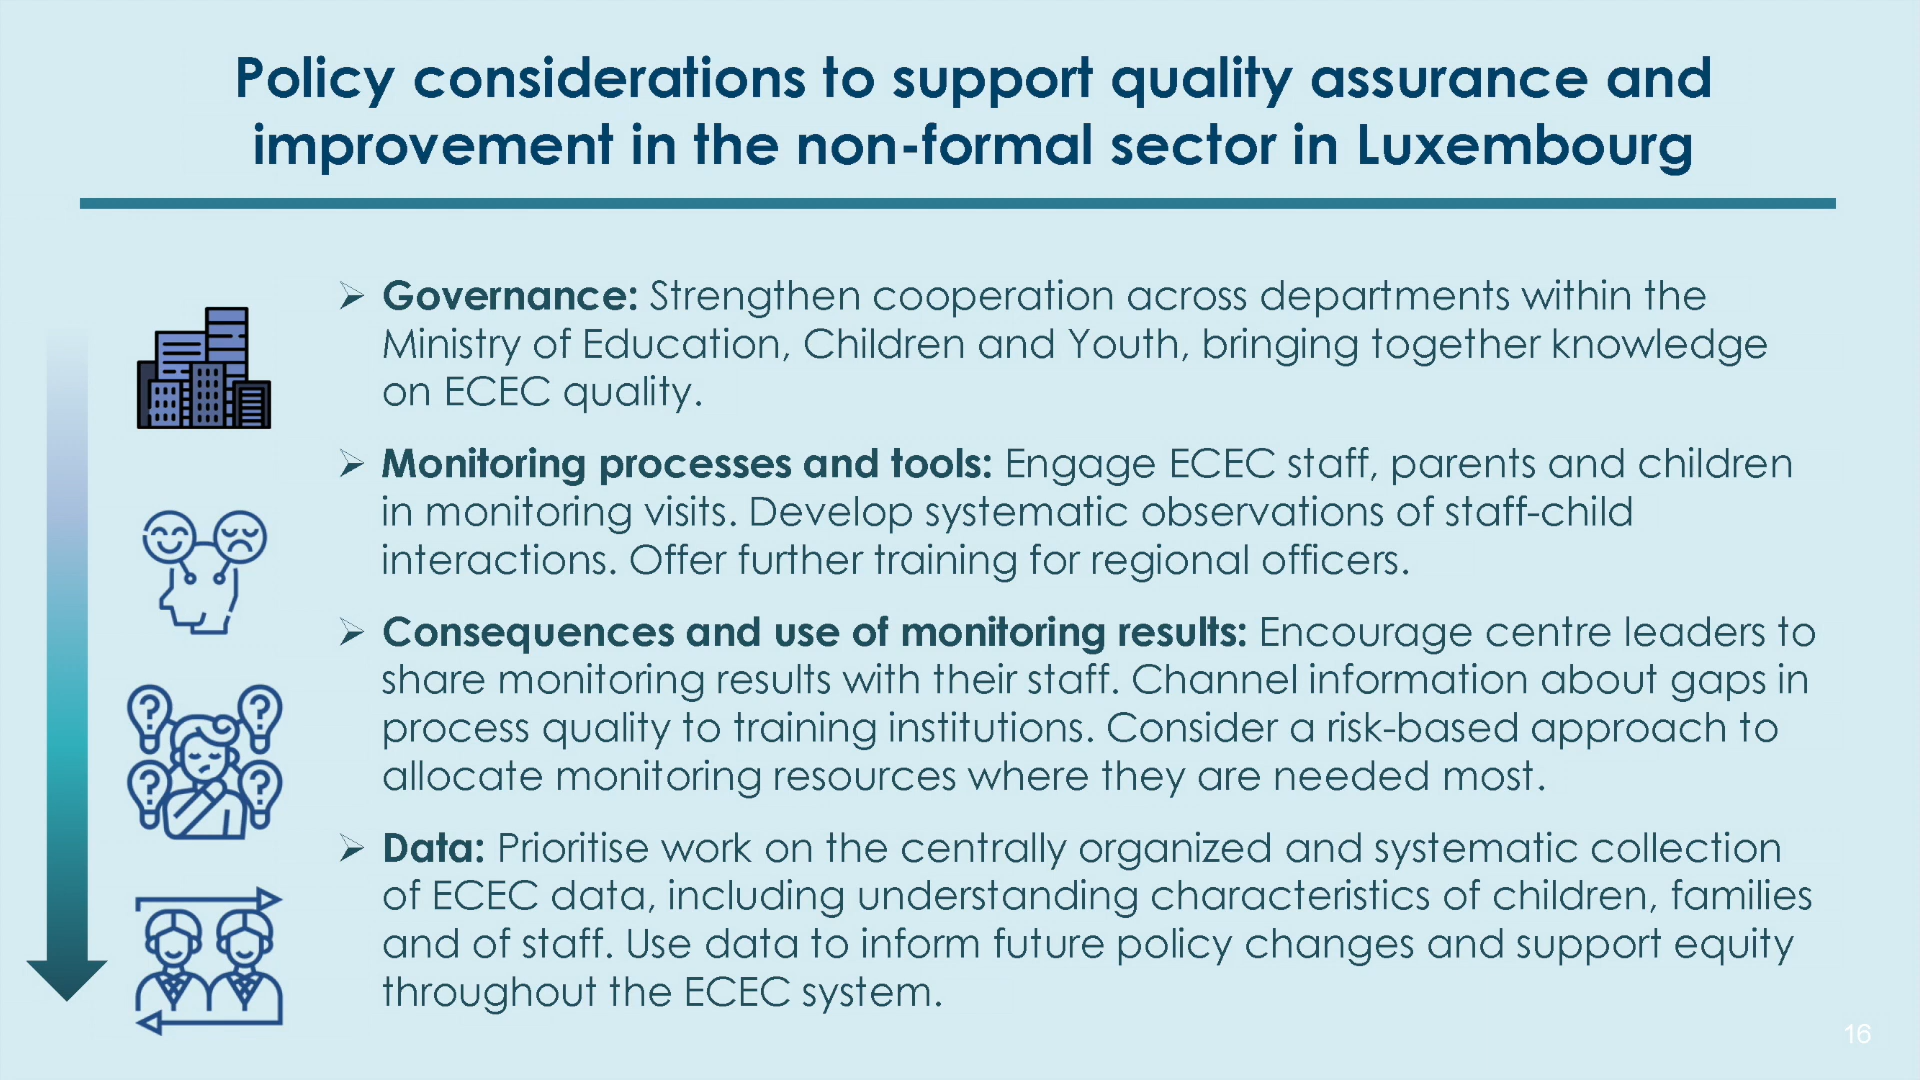 Policy considerations to support quality assurance and
improvement in the non-formal sector in Luxembourg
➢ Governance: Strengthen cooperation across departments within the
Ministry of Education, Children and Youth, bringing together knowledge
on ECEC quality.
➢ Monitoring processes and tools: Engage ECEC staff, parents and children
in monitoring visits. Develop systematic observations of staff-child
interactions. Offer further training for regional officers.
➢ Consequences and use of monitoring results: Encourage centre leaders to
share monitoring results with their staff. Channel information about gaps in
process quality to training institutions. Consider a risk-based approach to
allocate monitoring resources where they are needed most.
➢ Data: Prioritise work on the centrally organized and systematic collection
of ECEC data, including understanding characteristics of children, families
and of staff. Use data to inform future policy changes and support equity
throughout the ECEC system.
16